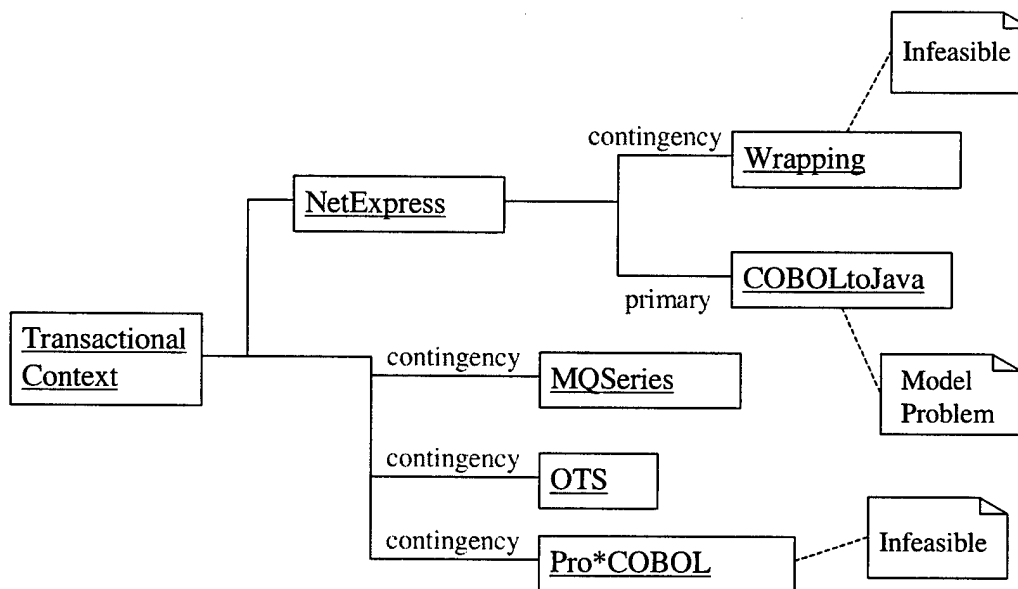 Infeasible
contingency
Wrapping
NetExpress
COBOLtoJava
primary
Transactional
Context
contingency
MQSeries
Model
Problem
contingency
OTS
contingency
Pro*COBOL
Infeasible